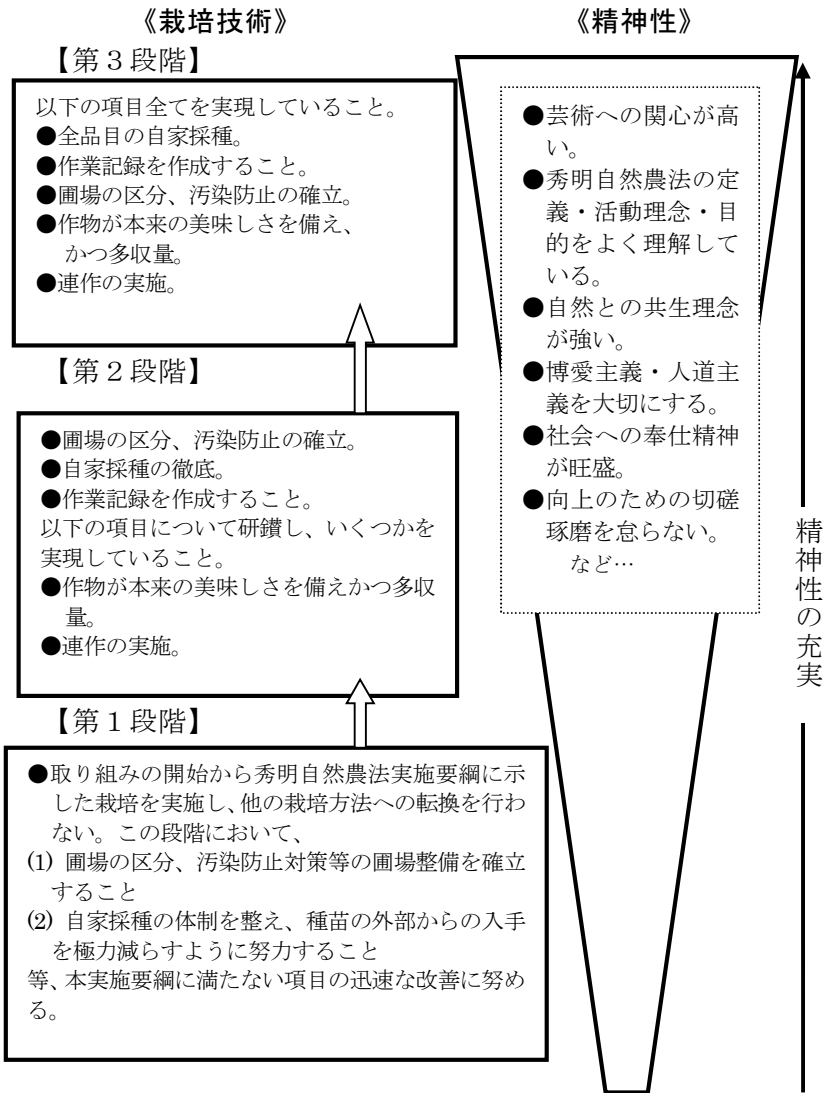 《栽培技術》
【第３段階】
以下の項目全てを実現していること。
●全品目の自家採種。
●作業記録を作成すること。
●圃場の区分、汚染防止の確立。
●作物が本来の美味しさを備え、
かつ多収量。
●連作の実施。
【第２段階】
●圃場の区分、汚染防止の確立。
●自家採種の徹底。
●作業記録を作成すること。
以下の項目について研鑽し、いくつかを
実現していること。
●作物が本来の美味しさを備えかつ多収
量。
●連作の実施。
【第１段階】
●取り組みの開始から秀明自然農法実施要綱に示
した栽培を実施し、他の栽培方法への転換を行わ
ない。この段階において、
(1) 圃場の区分、汚染防止対策等の圃場整備を確立
すること
(2) 自家採種の体制を整え、種苗の外部からの入手
を極力減らすように努力すること
等、本実施要綱に満たない項目の迅速な改善に努め
る。
《精神性》
●芸術への関心が高
い。
●秀明自然農法の定
義・活動理念・目
的をよく理解して
いる。
●自然との共生理念
が強い。
●博愛主義・人道主
義を大切にする。
●社会への奉仕精神
が旺盛。
●向上のための切磋
琢磨を怠らない。
など…
精神性の充実